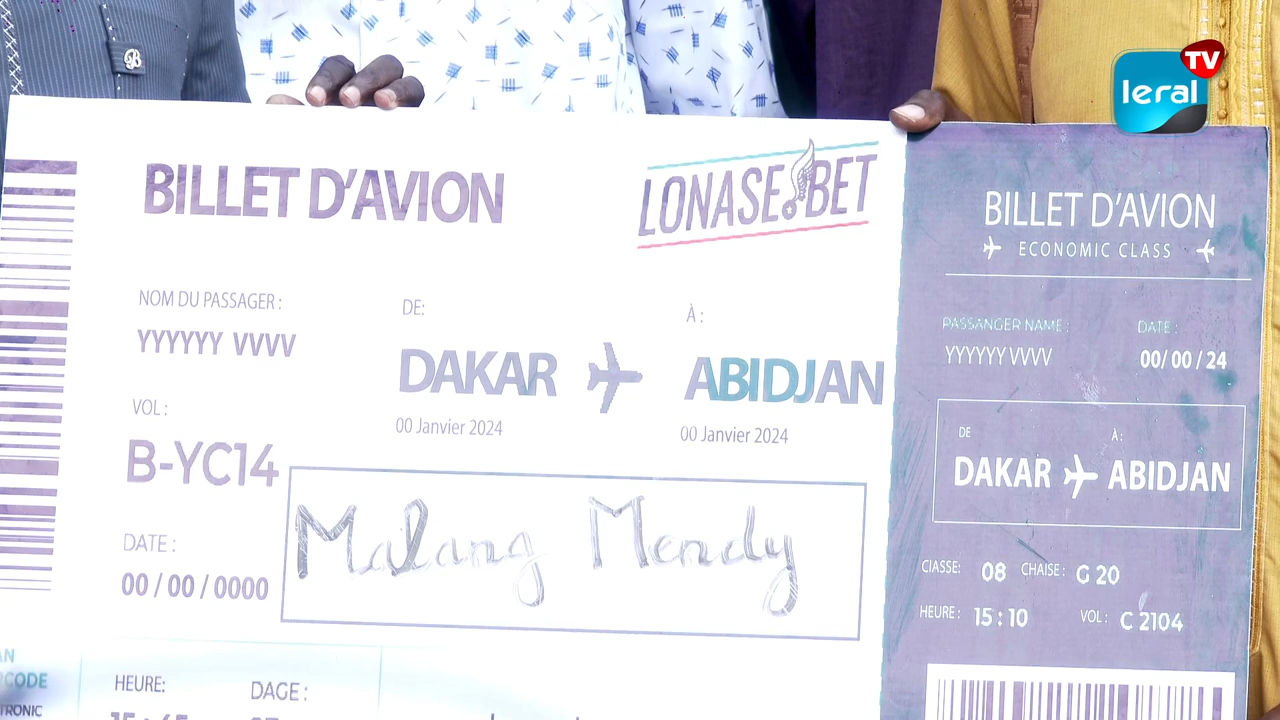 leral TV
BILLET D'AVION
LONASE BET
NOM DU PASSAGER :
YYYYYY VVVV
DE:
À :
DAKAR ABIDJAN
00 Janvier 2024
00 Janvier 2024
VOL :
B-YC14
Malang Mendy
DATE :
00 / 00 / 0000
HEURE:
DAGE :
BILLET D'AVION
ECONOMIC CLASS
PASSANGER NAME :
YYYYYY VVVV
DATE :
00/ 00 / 24
DE
À :
DAKAR ABIDJAN
ClASSE: 08 CHAISE : G 20
HEURE : 15 : 10 VOL : C 2104